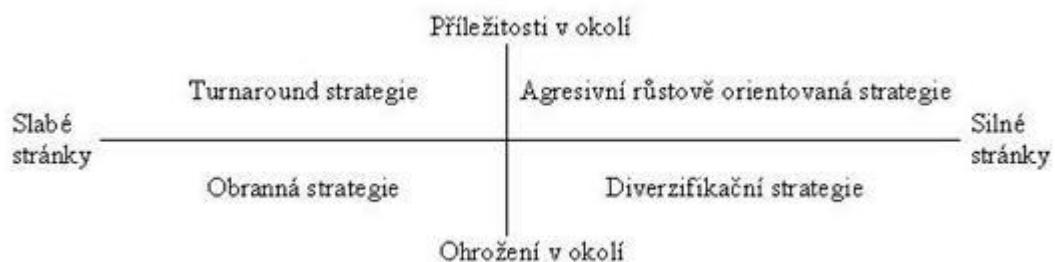 Příležitosti v okolí
Turnaround strategie
Agresivní růstově orientovaná strategie
Slabé
stránky
Silné
stránky
Obranná strategie
Diverzifikační strategie
Ohrožení v okolí